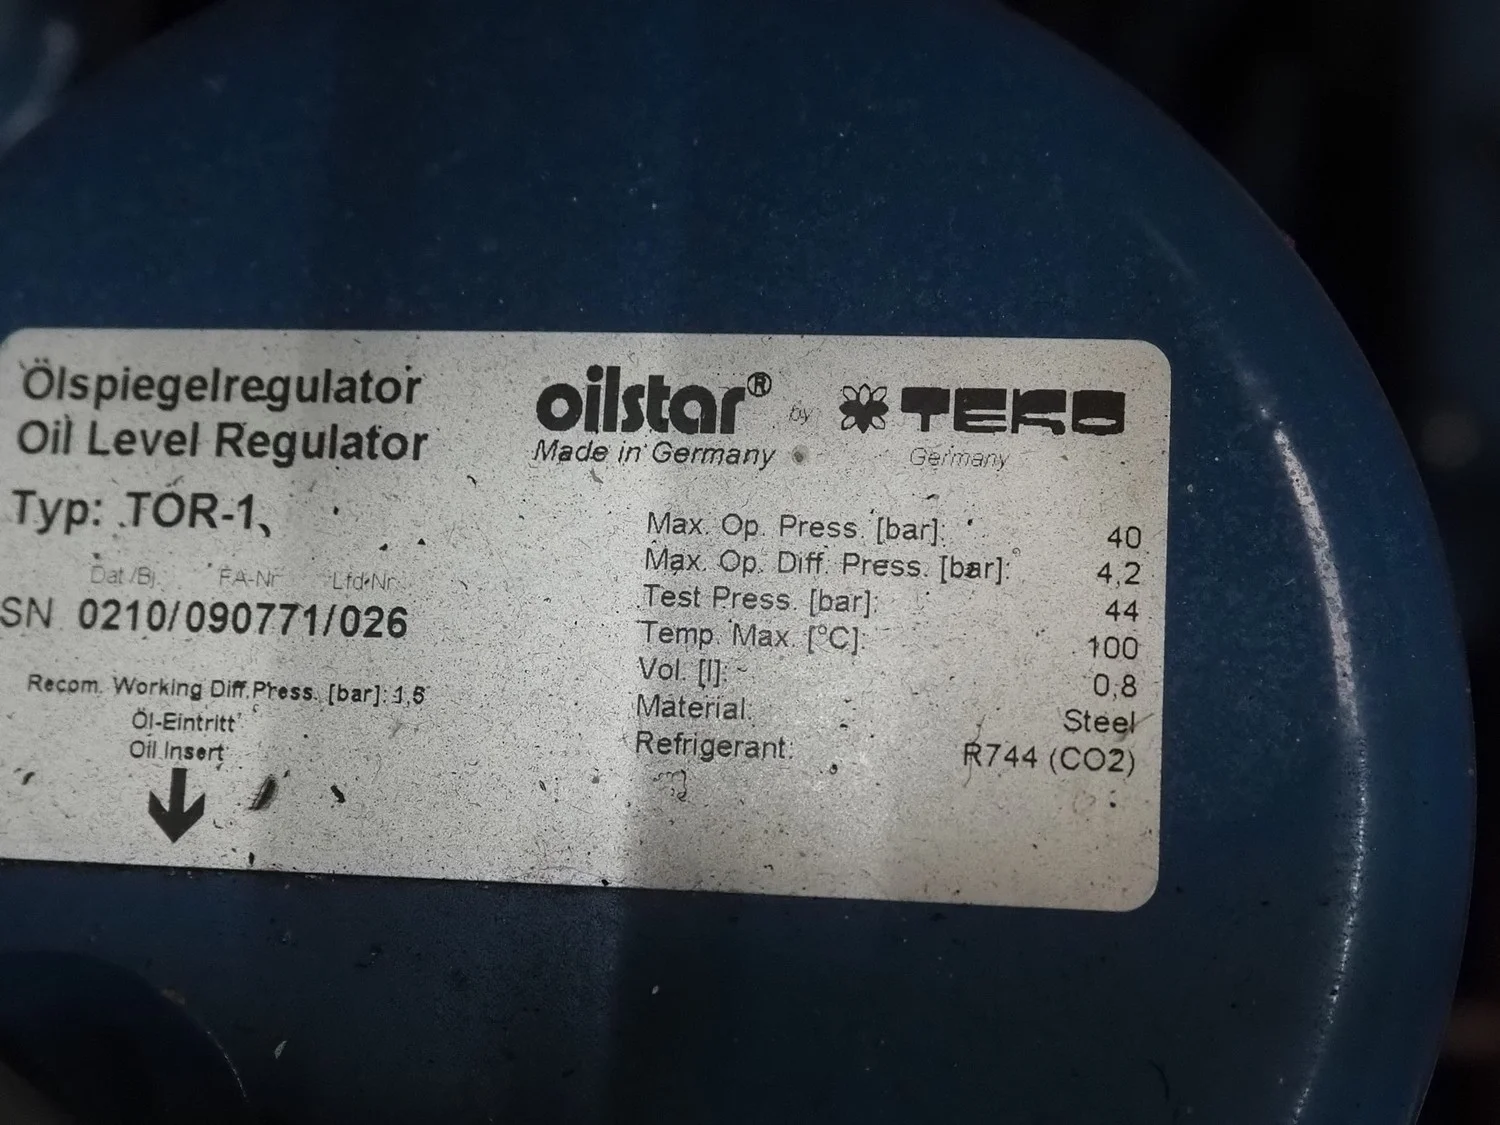 Ölspiegelregulator
Oil Level Regulator
Typ: TOR-1
Dat/Bj. FA-Nr Lfd-Nr.
SN 0210/090771/026
Recom. Working Diff.Press. [bar]:
Öl-Eintritt
Oil Insert
oilstar® by TEKO
Made in Germany Germany
Max. Op. Press. [bar]: 40
Max. Op. Diff. Press. [bar]: 4,2
Test Press. [bar]: 44
Temp. Max. [°C]: 100
Vol. [l]: 0,8
Material: Steel
Refrigerant: R744 (CO2)